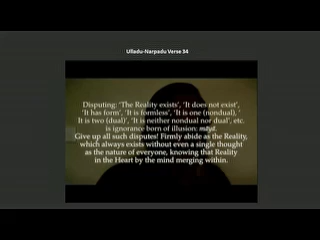 Ulladu-Narpadu Verse 34
Disputing: 'The Reality exists', 'It does not exist',
'It has form', 'It is formless', 'It is one (nondual),'
'It is two (dual)', 'It is neither nondual nor dual', etc.
is ignorance born of illusion: maya.
Give up all such disputes! Firmly abide as the Reality,
which always exists without even a single thought
as the nature of everyone, knowing that Reality
in the Heart by the mind merging within.